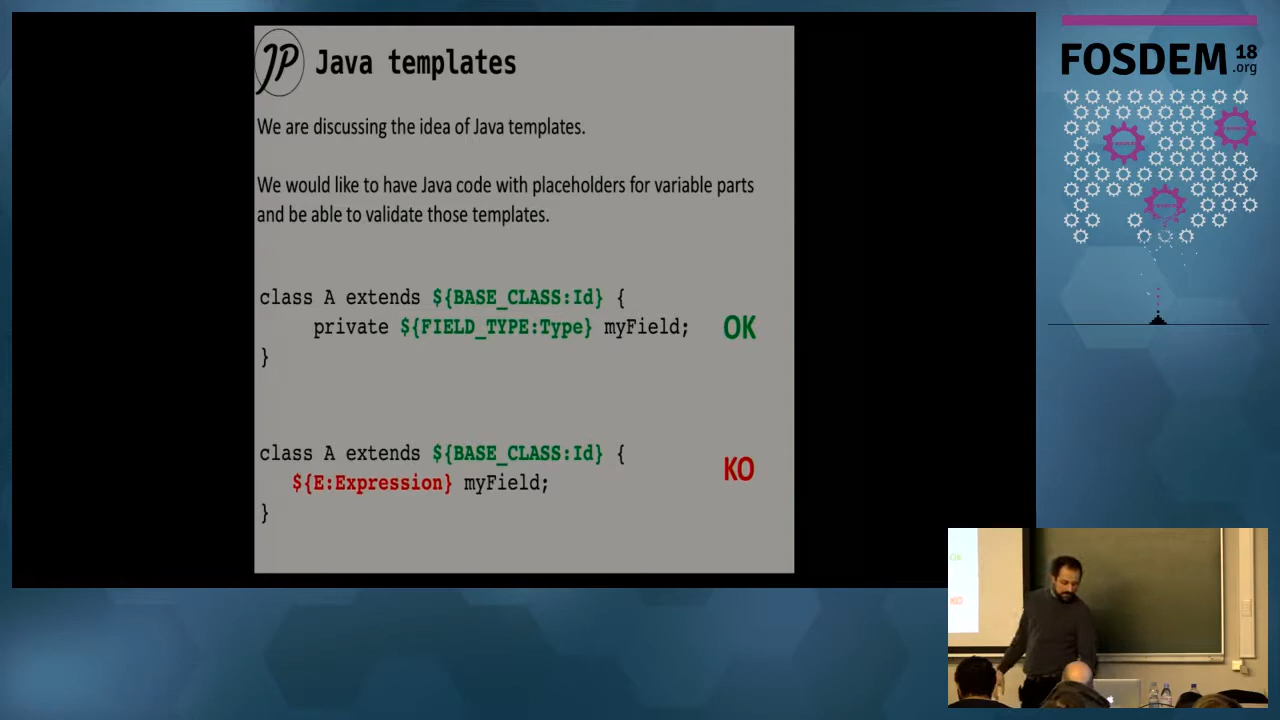 JP Java templates
We are discussing the idea of Java templates.
We would like to have Java code with placeholders for variable parts
and be able to validate those templates.
class A extends ${BASE_CLASS:Id} {
private ${FIELD_TYPE:Type} myField;
}
OK
class A extends ${BASE_CLASS:Id} {
${E:Expression} myField;
}
KO
FOSDEM 18
.org
OK
KO